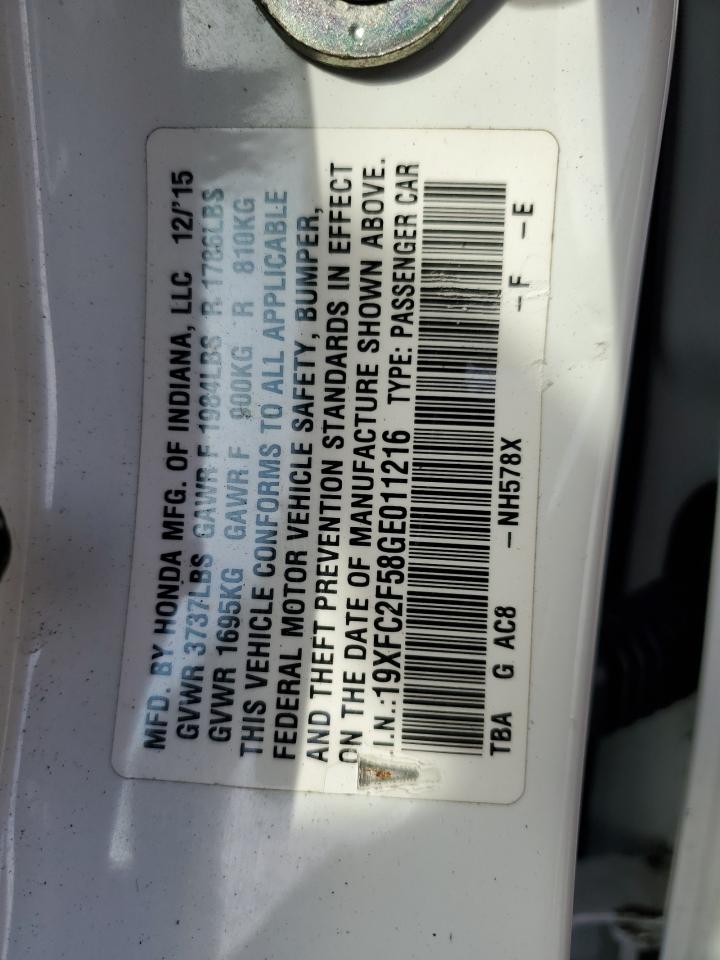 MFD. BY HONDA MFG. OF INDIANA, LLC 12/'15
GVWR 3737LBS GAWR F 1984LBS R 1786LBS
GVWR 1695KG GAWR F 900KG R 810KG
THIS VEHICLE CONFORMS TO ALL APPLICABLE
FEDERAL MOTOR VEHICLE SAFETY, BUMPER,
AND THEFT PREVENTION STANDARDS IN EFFECT
ON THE DATE OF MANUFACTURE SHOWN ABOVE.
.I.N.:19XFC2F58GE011216 TYPE: PASSENGER CAR
TBA G AC8 -NH578X -F -E